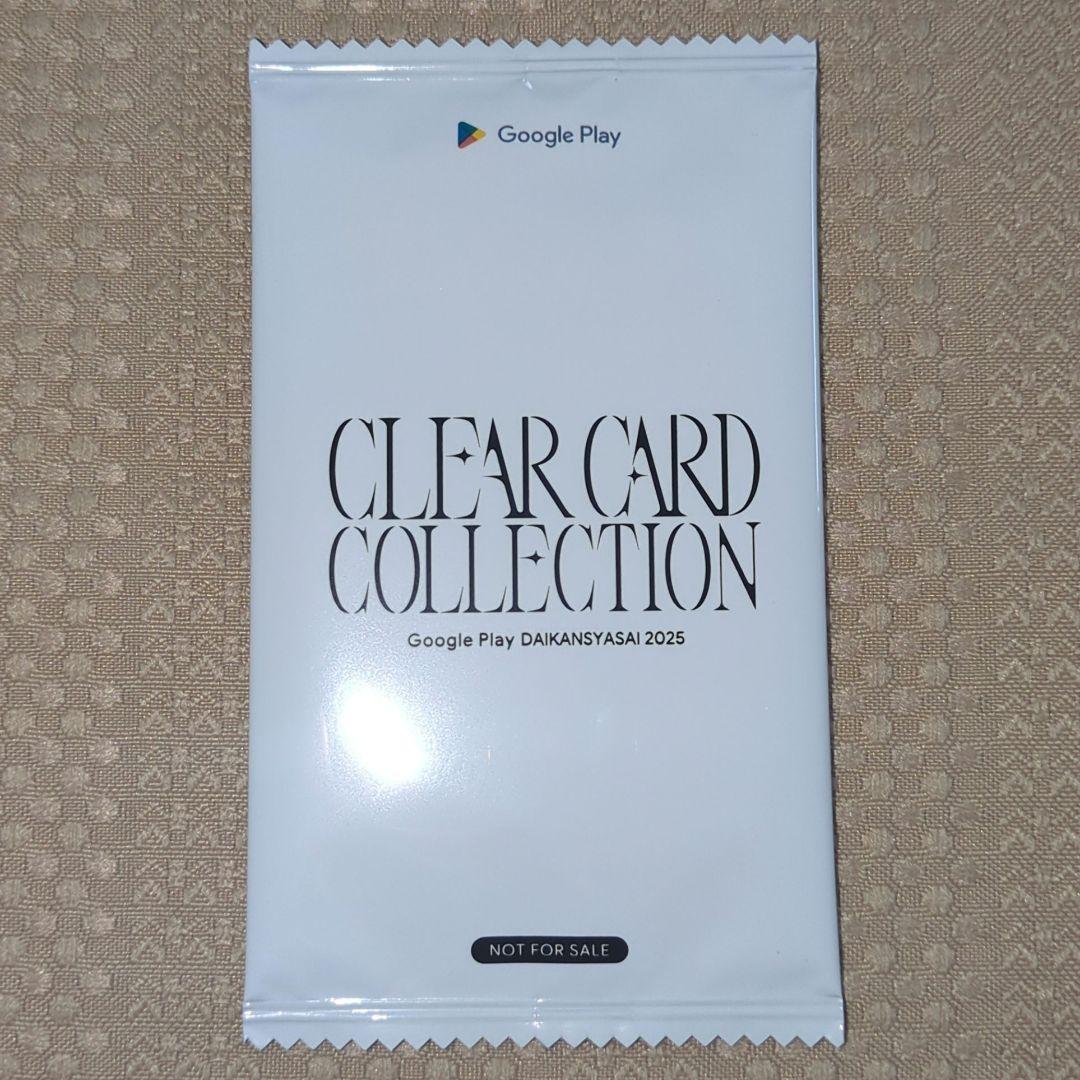 Google Play
CLEAR CARD
COLLECTION
Google Play DAIKANSYASAI 2025
NOT FOR SALE